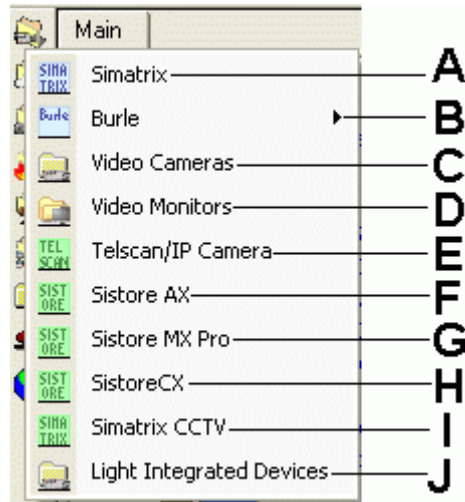 Main
SIMA TRIX Simatrix A
Burle Burle B
Video Cameras C
Video Monitors D
TEL SCAN Telscan/IP Camera E
SIST ORE Sistore AX F
SIST ORE Sistore MX Pro G
SIST ORE SistoreCX H
SIMA TRIX Simatrix CCTV I
Light Integrated Devices J